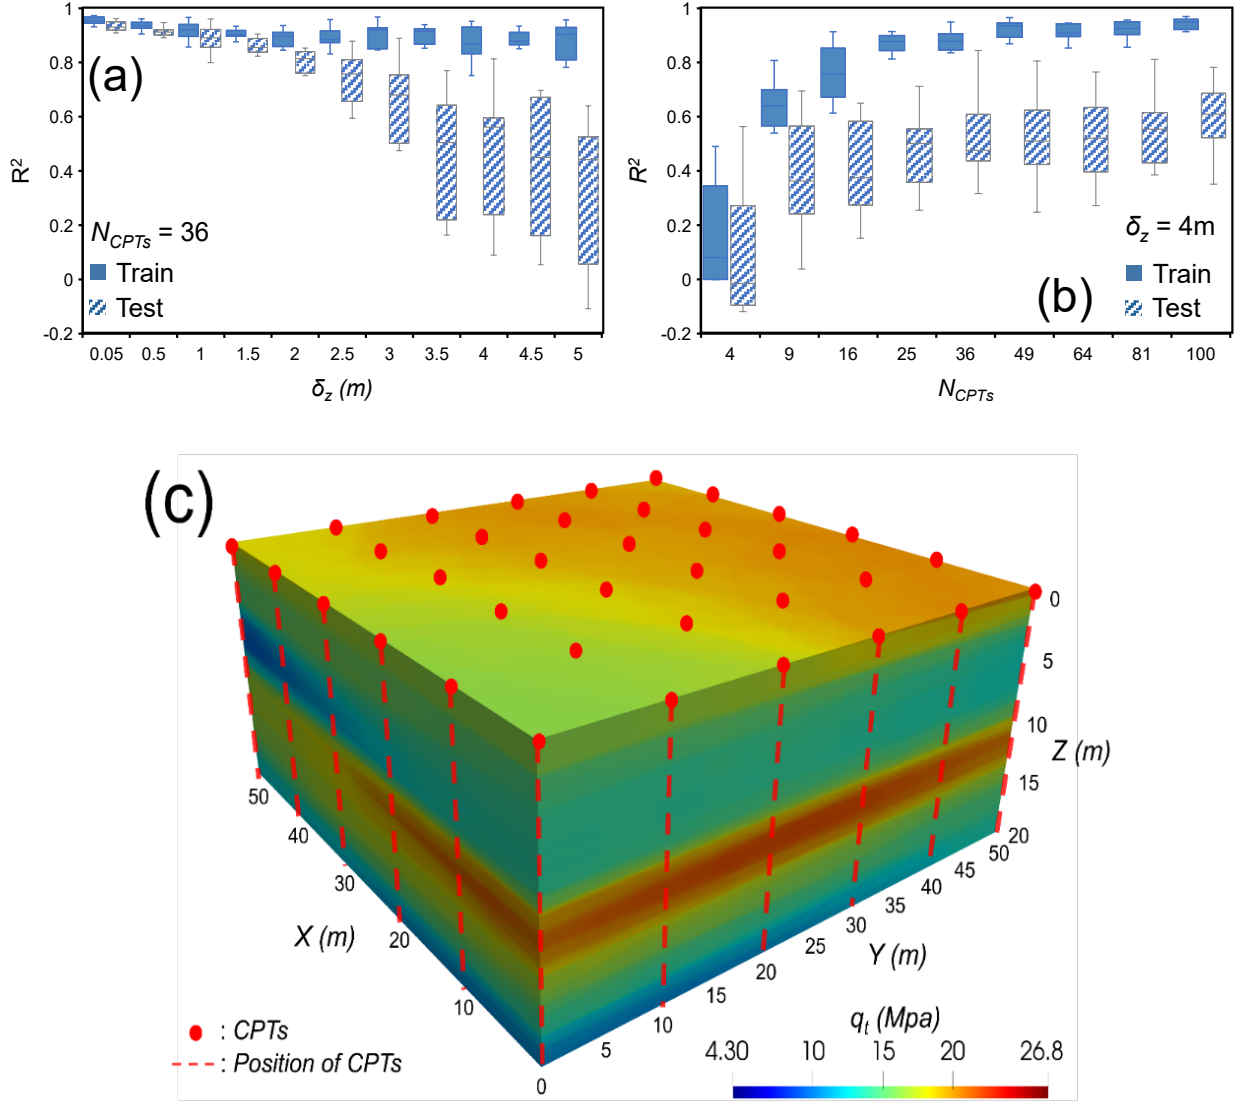 (a)
R²
1
0.8
0.6
0.4
0.2
0
-0.2
N_CPTs = 36
Train
Test
0.05 0.5 1 1.5 2 2.5 3 3.5 4 4.5 5
δz (m)
(b)
R²
1
0.8
0.6
0.4
0.2
0
-0.2
δz = 4m
Train
Test
4 9 16 25 36 49 64 81 100
N_CPTs
(c)
0
5
10
Z (m)
15
20
50
40
30
20
10
0
X (m)
5
10
15
20
25
30
35
40
45
50
Y (m)
: CPTs
: Position of CPTs
qt (Mpa)
4.30 10 15 20 26.8